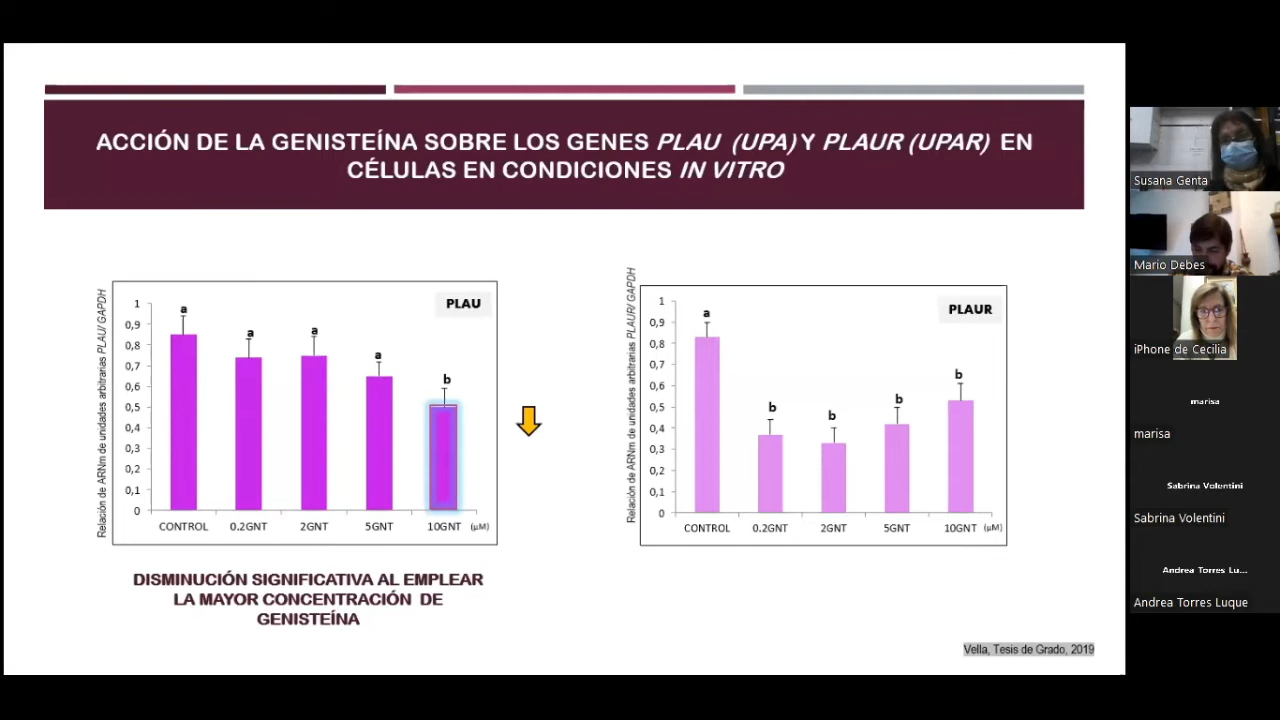 ACCIÓN DE LA GENISTEÍNA SOBRE LOS GENES PLAU (UPA) Y PLAUR (UPAR) EN
CÉLULAS EN CONDICIONES IN VITRO
Relación de ARNm de unidades arbitrarias PLAU/ GAPDH
PLAU
1
0,9
0,8
0,7
0,6
0,5
0,4
0,3
0,2
0,1
0
a
a
a
a
b
CONTROL 0.2GNT 2GNT 5GNT 10GNT (µM)
DISMINUCIÓN SIGNIFICATIVA AL EMPLEAR
LA MAYOR CONCENTRACIÓN DE
GENISTEÍNA
Relación de ARNm de unidades arbitrarias PLAUR/ GAPDH
PLAUR
1
0,9
0,8
0,7
0,6
0,5
0,4
0,3
0,2
0,1
0
a
b
b
b
b
CONTROL 0.2GNT 2GNT 5GNT 10GNT (µM)
Vella, Tesis de Grado, 2019
Susana Genta
Mario Debes
iPhone de Cecilia
marisa
marisa
Sabrina Volentini
Sabrina Volentini
Andrea Torres Lu...
Andrea Torres Luque